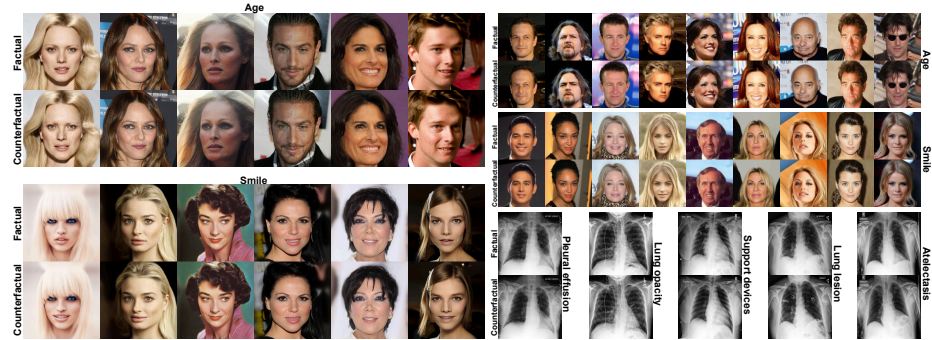 Age
Factual
Counterfactual
Smile
Factual
Counterfactual
Factual
Counterfactual
Age
Factual
Counterfactual
Smile
Factual
Counterfactual
Pleural effusion
Lung opacity
Support devices
Lung lesion
Atelectasis